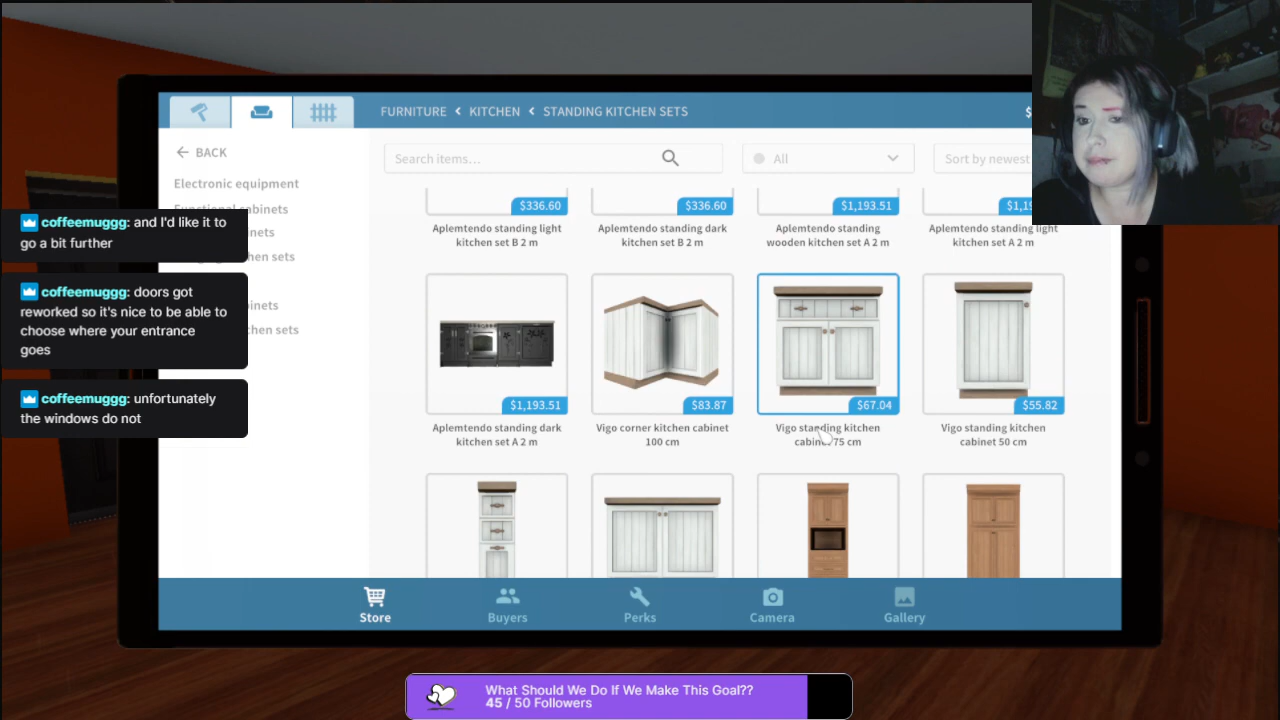 FURNITURE < KITCHEN < STANDING KITCHEN SETS
$
BACK
Search items...
All
Sort by newest
Electronic equipment
cabinets
sets
$336.60
$336.60
$1,193.51
Aplemtendo standing light
kitchen set B 2 m
Aplemtendo standing dark
kitchen set B 2 m
Aplemtendo standing
wooden kitchen set A 2 m
Aplemtendo standing light
kitchen set A 2 m
coffeemuggg: and I'd like it to
go a bit further
coffeemuggg: doors got
reworked so it's nice to be able to
choose where your entrance
goes
coffeemuggg: unfortunately
the windows do not
$1,193.51
$83.87
$67.04
$55.82
Aplemtendo standing dark
kitchen set A 2 m
Vigo corner kitchen cabinet
100 cm
Vigo standing kitchen
cabinet 75 cm
Vigo standing kitchen
cabinet 50 cm
Store
Buyers
Perks
Camera
Gallery
What Should We Do If We Make This Goal??
45 / 50 Followers